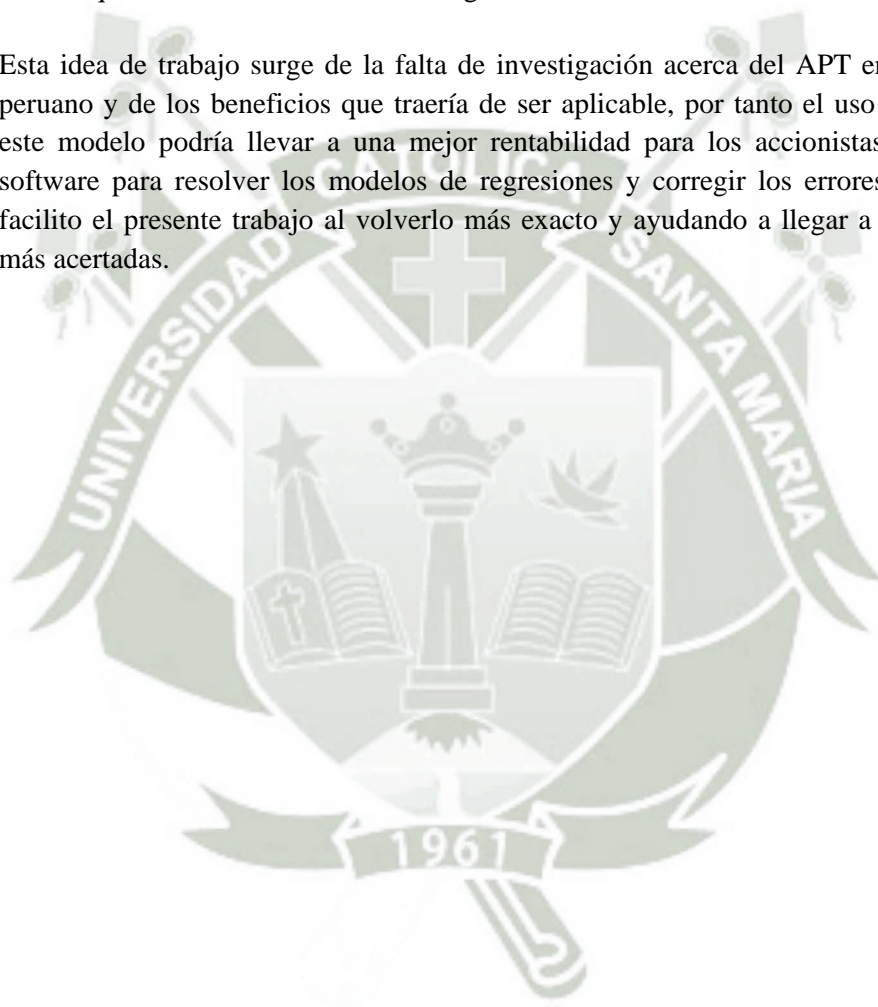 Esta idea de trabajo surge de la falta de investigación acerca del APT en
peruano y de los beneficios que traería de ser aplicable, por tanto el uso
este modelo podría llevar a una mejor rentabilidad para los accionistas
software para resolver los modelos de regresiones y corregir los errores
facilito el presente trabajo al volverlo más exacto y ayudando a llegar a
más acertadas.
UNIVERSIDAD CATOLICA SANTA MARIA
1961